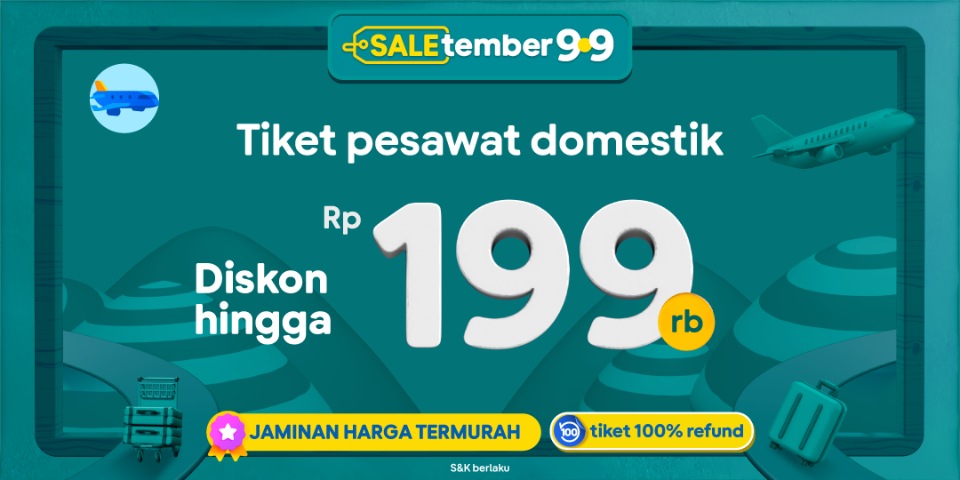 SALEtember 9.9
Tiket pesawat domestik
Diskon hingga
Rp 199 rb
JAMINAN HARGA TERMURAH
100 tiket 100% refund
S&K berlaku